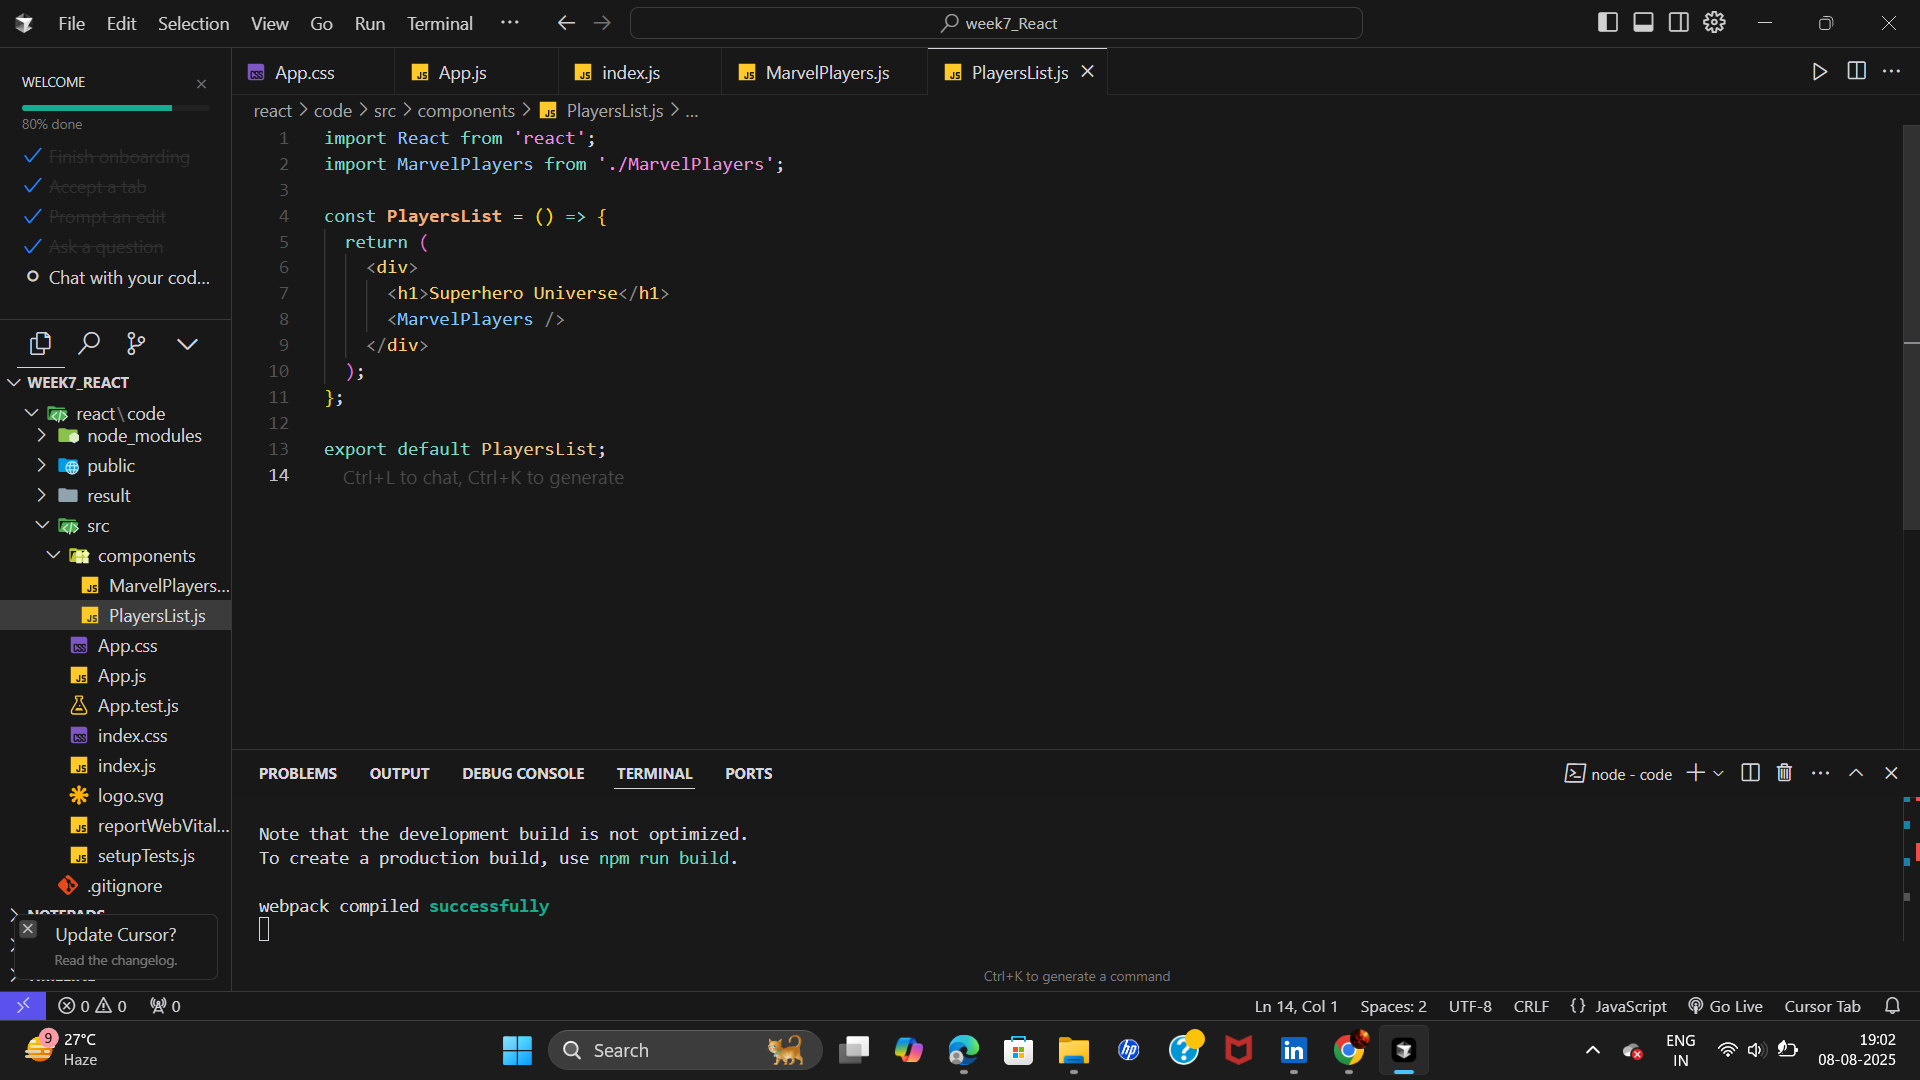 File Edit Selection View Go Run Terminal ··· week7_React
WELCOME
80% done
Finish onboarding
Accept a tab
Prompt an edit
Ask a question
Chat with your cod...
WEEK7_REACT
react\code
node_modules
public
result
src
components
MarvelPlayers...
PlayersList.js
App.css
App.js
App.test.js
index.css
index.js
logo.svg
reportWebVital...
setupTests.js
.gitignore
Update Cursor?
Read the changelog.
App.css App.js index.js MarvelPlayers.js PlayersList.js
react > code > src > components > PlayersList.js > ...
1 import React from 'react';
2 import MarvelPlayers from './MarvelPlayers';
3
4 const PlayersList = () => {
5 return (
6 <div>
7 <h1>Superhero Universe</h1>
8 <MarvelPlayers />
9 </div>
10 );
11 };
12
13 export default PlayersList;
14 Ctrl+L to chat, Ctrl+K to generate
PROBLEMS OUTPUT DEBUG CONSOLE TERMINAL PORTS node - code
Note that the development build is not optimized.
To create a production build, use npm run build.
webpack compiled successfully
Ctrl+K to generate a command
0 0 0 Ln 14, Col 1 Spaces: 2 UTF-8 CRLF {} JavaScript Go Live Cursor Tab
9 27°C
Haze
Search
ENG
IN
19:02
08-08-2025